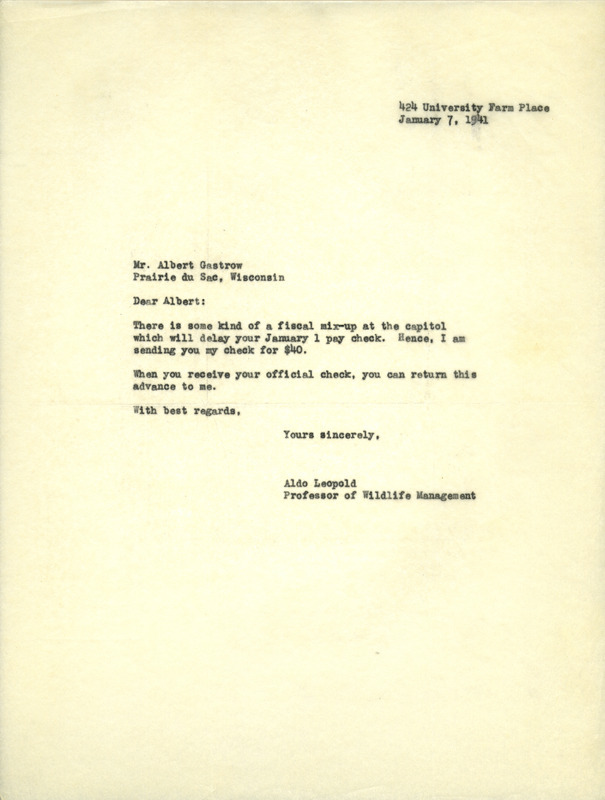 424 University Farm Place
January 7, 1941
Mr. Albert Gastrow
Prairie du Sac, Wisconsin
Dear Albert:
There is some kind of a fiscal mix-up at the capitol
which will delay your January 1 pay check. Hence, I am
sending you my check for $40.
When you receive your official check, you can return this
advance to me.
With best regards,
Yours sincerely,
Aldo Leopold
Professor of Wildlife Management